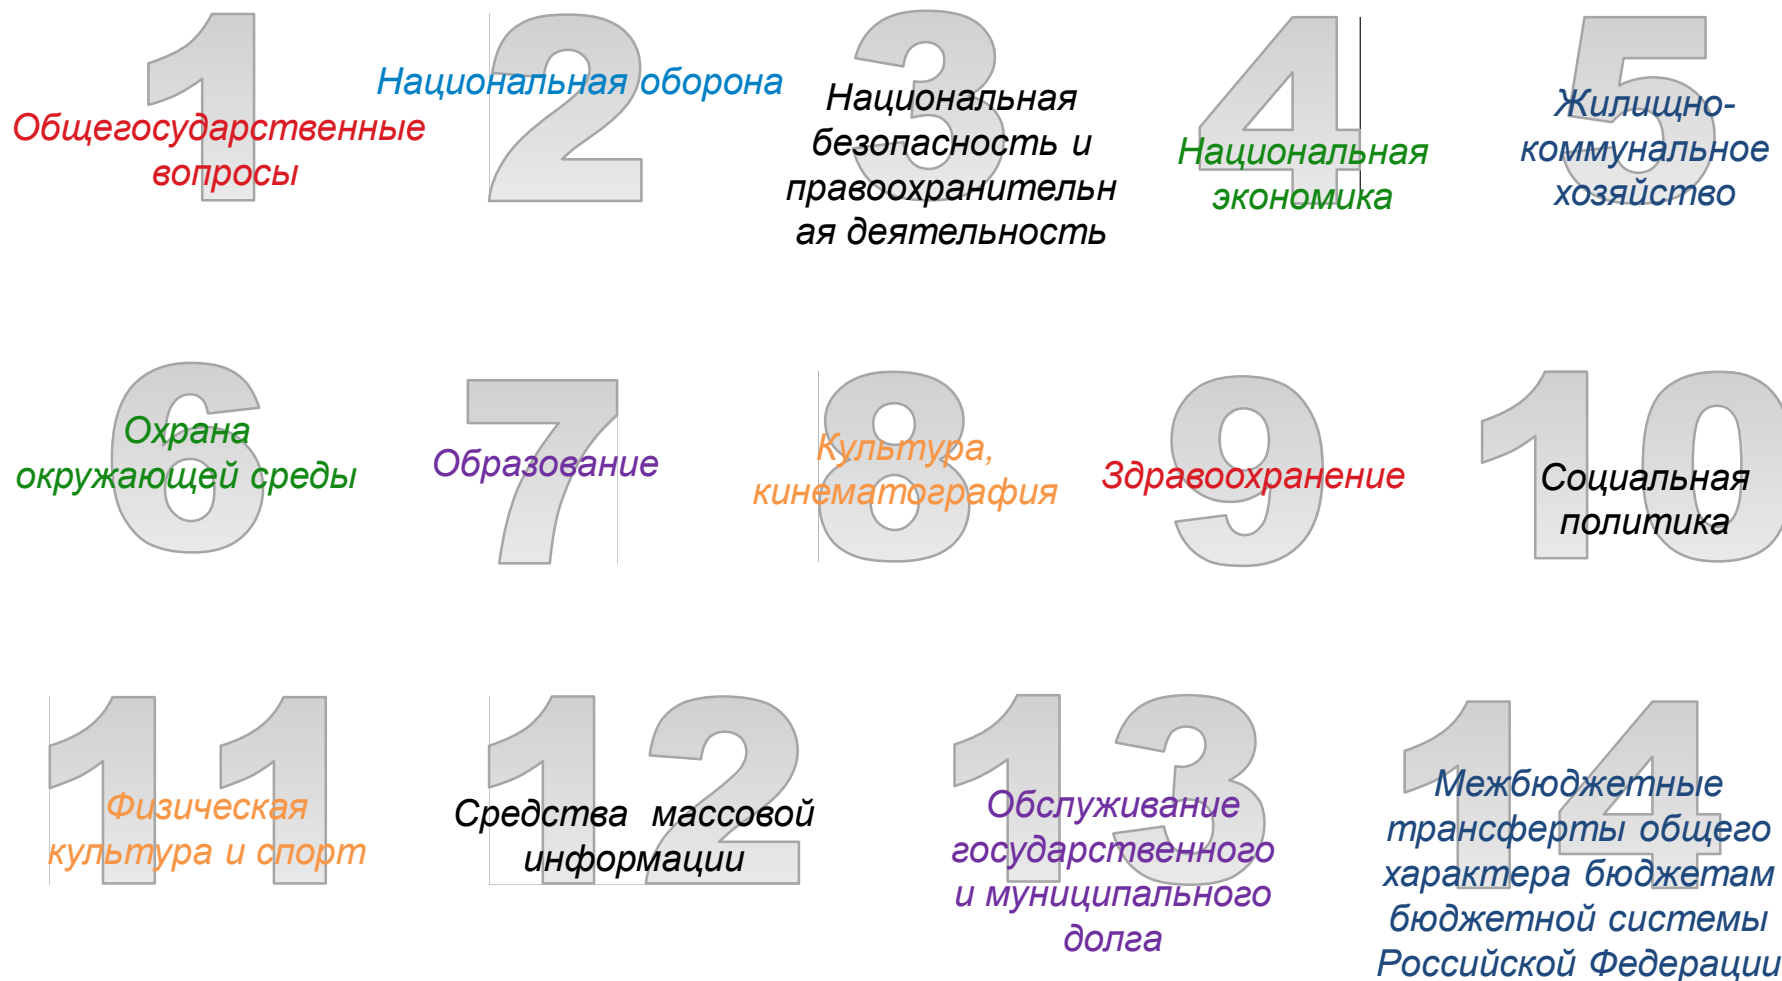 1
Общегосударственные
вопросы
2
Национальная оборона
3
Национальная
безопасность и
правоохранительн
ая деятельность
4
Национальная
экономика
5
Жилищно-
коммунальное
хозяйство
6
Охрана
окружающей среды
7
Образование
8
Культура,
кинематография
9
Здравоохранение
10
Социальная
политика
11
Физическая
культура и спорт
12
Средства массовой
информации
13
Обслуживание
государственного
и муниципального
долга
14
Межбюджетные
трансферты общего
характера бюджетам
бюджетной системы
Российской Федерации